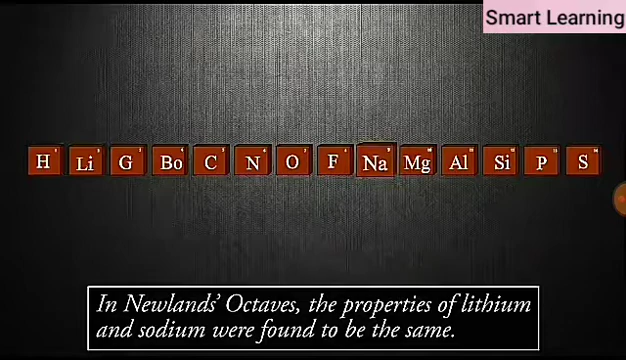 Smart Learning
H Li G Bo C N O F Na Mg Al Si P S
In Newlands' Octaves, the properties of lithium
and sodium were found to be the same.